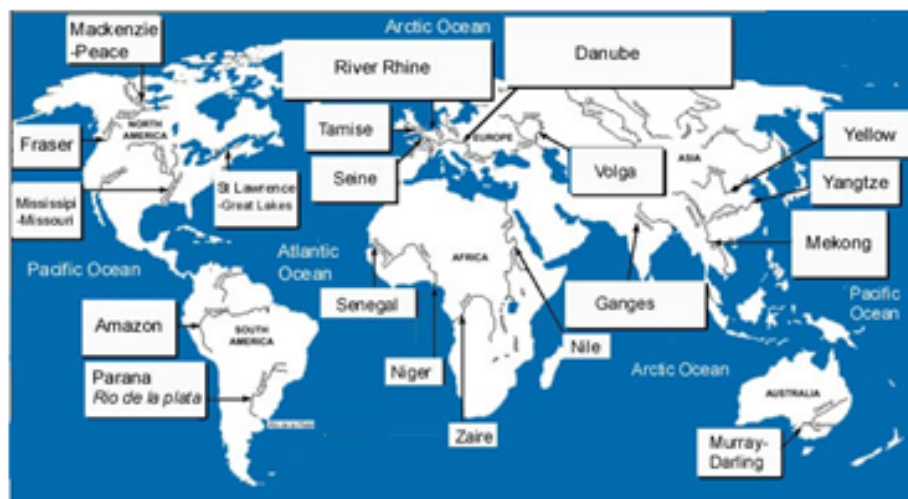 Mackenzie
-Peace
Arctic Ocean
River Rhine
Danube
NORTH
AMERICA
Fraser
Tamise
EUROPE
Yellow
ASIA
Seine
Volga
St Lawrence
-Great Lakes
Mississipi
-Missouri
Yangtze
Mekong
Atlantic
Ocean
AFRICA
Pacific Ocean
Senegal
Ganges
Pacific
Ocean
Amazon
SOUTH
AMERICA
Niger
Nile
Arctic Ocean
Parana
Rio de la plata
AUSTRALIA
Zaire
Murray-
Darling